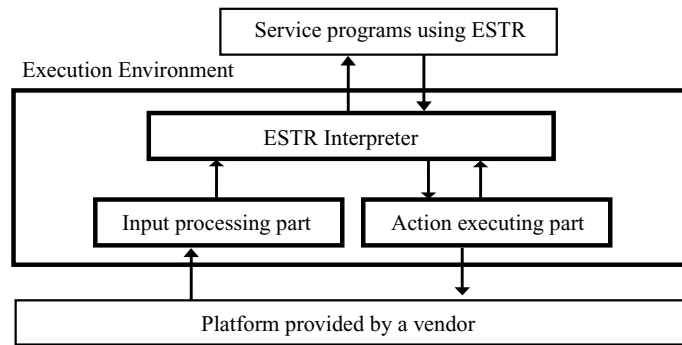 Service programs using ESTR
Execution Environment
ESTR Interpreter
Input processing part
Action executing part
Platform provided by a vendor